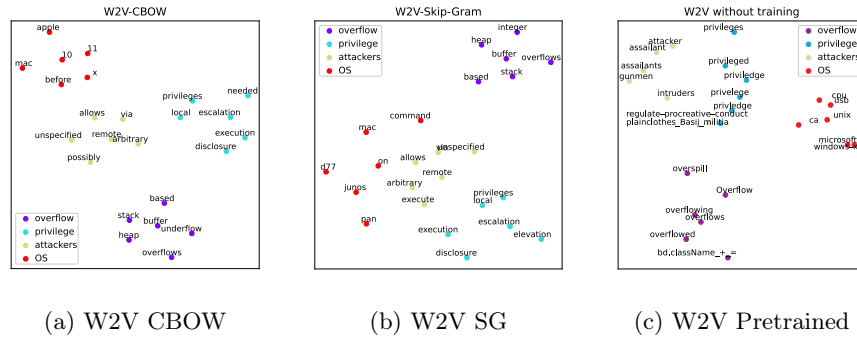 W2V-CBOW
apple
10
11
mac
x
before
needed
privileges
allows
via
local
escalation
unspecified
remote
arbitrary
execution
disclosure
possibly
based
stack
buffer
underflow
heap
overflows
overflow
privilege
attackers
OS
(a) W2V CBOW
W2V-Skip-Gram
overflow
privilege
attackers
OS
integer
heap
buffer
overflows
based
stack
command
mac
unspecified
on
allows
d77
remote
junos
arbitrary
privileges
execute
local
pan
escalation
execution
elevation
disclosure
(b) W2V SG
W2V without training
privileges
overflow
privilege
attackers
OS
attacker
assailant
assailants
gunmen
privileged
priviledge
intruders
privelege
cpu
usb
regulate_procreative_conduct
priviledge
unix
ca
plainclothes_Basij_militia
microsoft
overspill
Overflow
overflowing
overflows
overflowed
bd.className_+_=
(c) W2V Pretrained